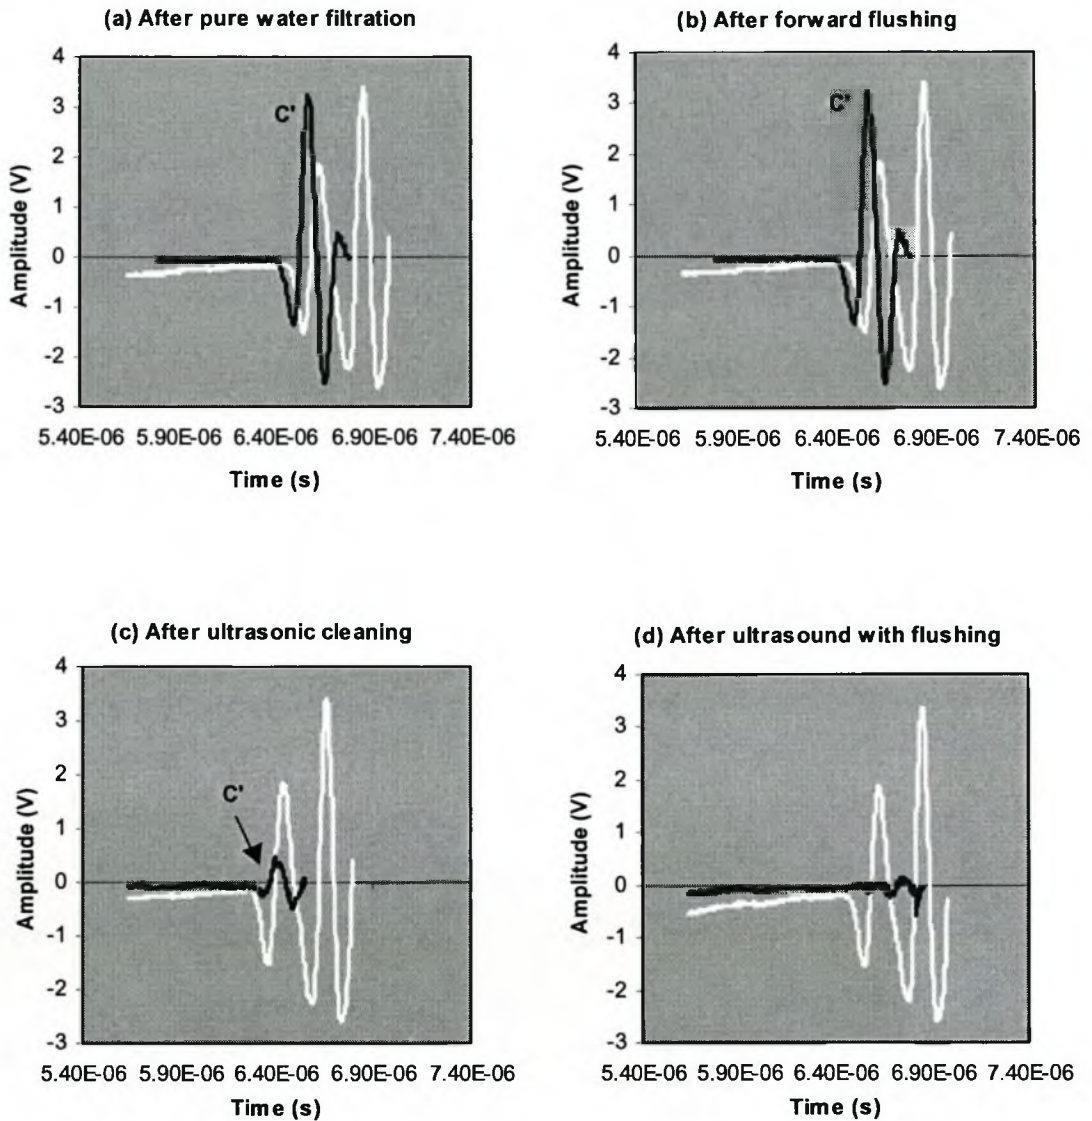 (a) After pure water filtration
4
3
2
1
0
-1
-2
-3
Amplitude (V)
C'
5.40E-06 5.90E-06 6.40E-06 6.90E-06 7.40E-06
Time (s)
(b) After forward flushing
4
3
2
1
0
-1
-2
-3
Amplitude (V)
C'
5.40E-06 5.90E-06 6.40E-06 6.90E-06 7.40E-06
Time (s)
(c) After ultrasonic cleaning
4
3
2
1
0
-1
-2
-3
Amplitude (V)
C'
5.40E-06 5.90E-06 6.40E-06 6.90E-06 7.40E-06
Time (s)
(d) After ultrasound with flushing
4
3
2
1
0
-1
-2
-3
Amplitude (V)
5.40E-06 5.90E-06 6.40E-06 6.90E-06 7.40E-06
Time (s)